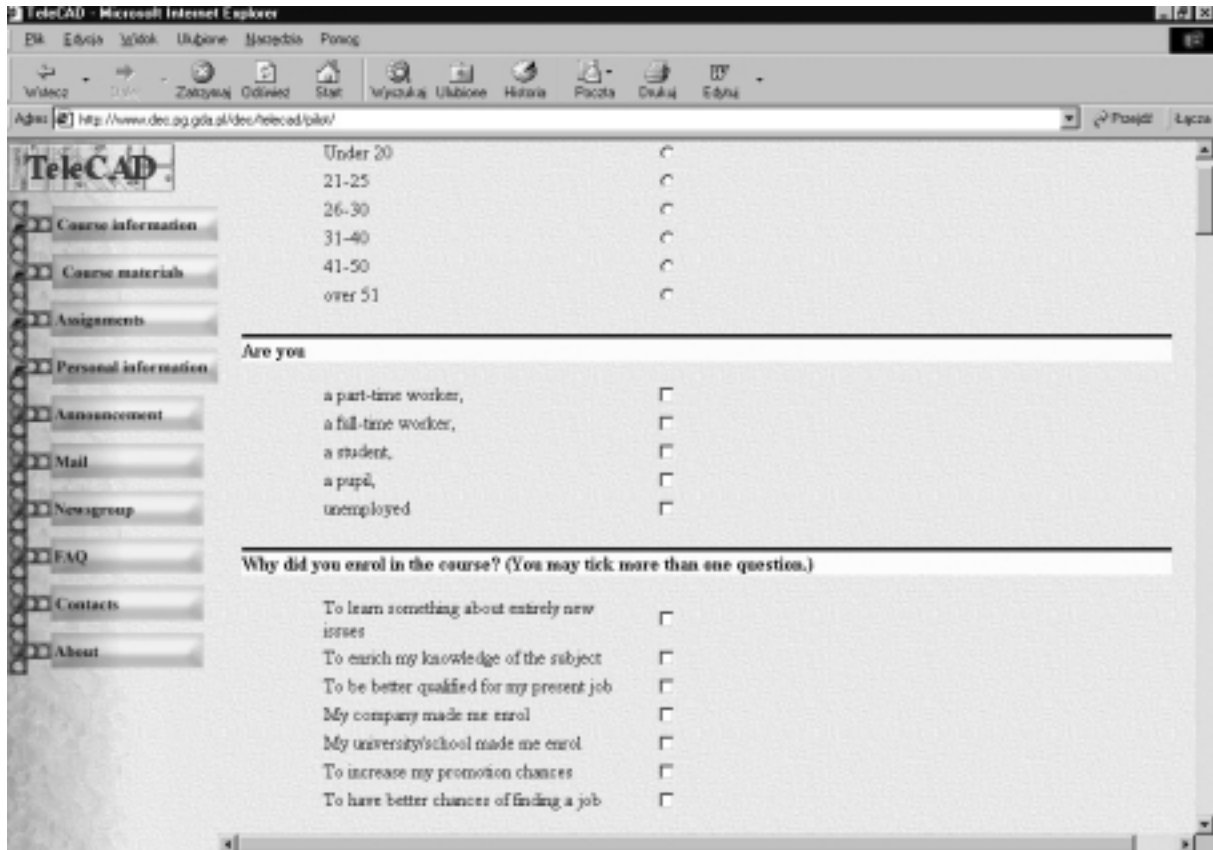 TeleCAD - Microsoft Internet Explorer
Plik Edycja Widok Ulubione Narzędzia Pomoc
Wstecz Dalej Zatrzymaj Odśwież Start Wyszukaj Ulubione Historia Poczta Drukuj Edytuj
Adres http://www.dec.pg.gda.pl/dec/telecad/pilot/ Przejdź Łącza
TeleCAD
Course information
Course materials
Assignments
Personal information
Announcement
Mail
Newsgroup
FAQ
Contacts
About
Under 20
21-25
26-30
31-40
41-50
over 51
Are you
a part-time worker,
a full-time worker,
a student,
a pupil,
unemployed
Why did you enrol in the course? (You may tick more than one question.)
To learn something about entirely new
issues
To enrich my knowledge of the subject
To be better qualified for my present job
My company made me enrol
My university/school made me enrol
To increase my promotion chances
To have better chances of finding a job